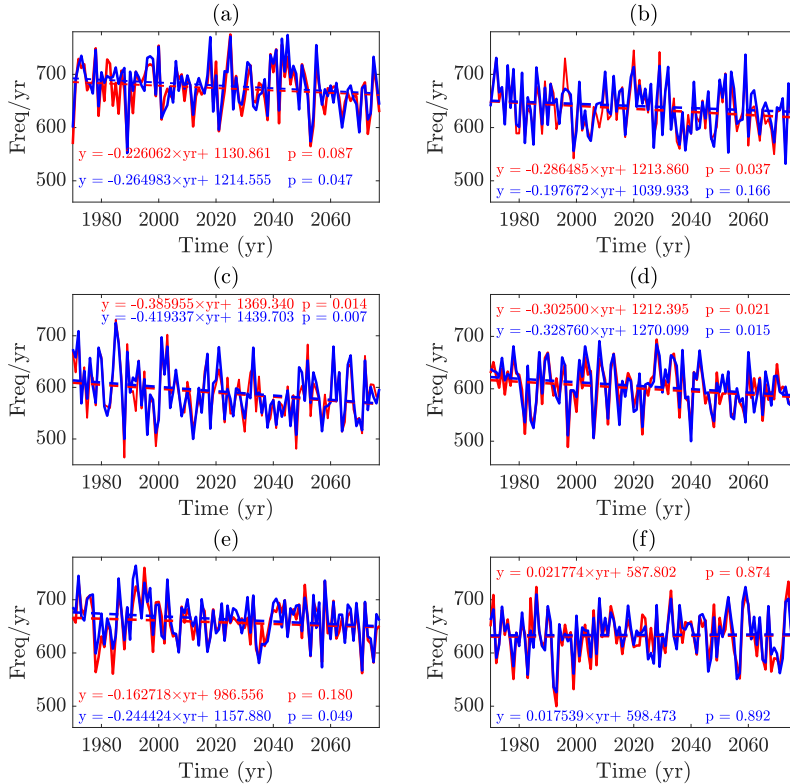 (a)
700
600
500
Freq/yr
y = -0.226062×yr+ 1130.861 p = 0.087
y = -0.264983×yr+ 1214.555 p = 0.047
1980 2000 2020 2040 2060
Time (yr)
(b)
700
600
500
Freq/yr
y = -0.286485×yr+ 1213.860 p = 0.037
y = -0.197672×yr+ 1039.933 p = 0.166
1980 2000 2020 2040 2060
Time (yr)
(c)
y = -0.385955×yr+ 1369.340 p = 0.014
y = -0.419337×yr+ 1439.703 p = 0.007
700
600
500
Freq/yr
1980 2000 2020 2040 2060
Time (yr)
(d)
y = -0.302500×yr+ 1212.395 p = 0.021
y = -0.328760×yr+ 1270.099 p = 0.015
700
600
500
Freq/yr
1980 2000 2020 2040 2060
Time (yr)
(e)
700
600
500
Freq/yr
y = -0.162718×yr+ 986.556 p = 0.180
y = -0.244424×yr+ 1157.880 p = 0.049
1980 2000 2020 2040 2060
Time (yr)
(f)
y = 0.021774×yr+ 587.802 p = 0.874
700
600
500
Freq/yr
y = 0.017539×yr+ 598.473 p = 0.892
1980 2000 2020 2040 2060
Time (yr)